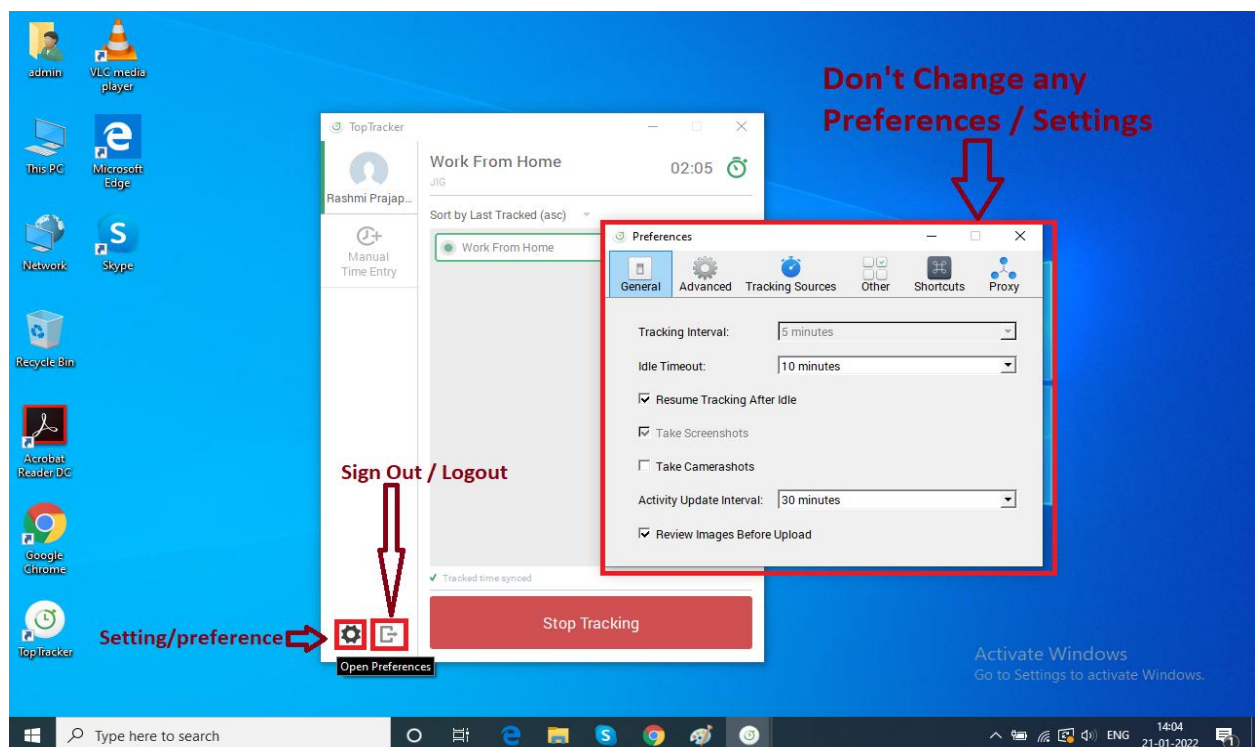 admin
VLC media
player
This PC
Microsoft
Edge
Network
Skype
Recycle Bin
Acrobat
Reader DC
Google
Chrome
TopTracker
Don't Change any
Preferences / Settings
TopTracker
Rashmi Prajap...
Manual
Time Entry
Work From Home
JIG
02:05
Sort by Last Tracked (asc)
Work From Home
Tracked time synced
Stop Tracking
Open Preferences
Sign Out / Logout
Setting/preference
Preferences
General Advanced Tracking Sources Other Shortcuts Proxy
Tracking Interval: 5 minutes
Idle Timeout: 10 minutes
Resume Tracking After Idle
Take Screenshots
Take Camerashots
Activity Update Interval: 30 minutes
Review Images Before Upload
Activate Windows
Go to Settings to activate Windows.
Type here to search
ENG
14:04
21-01-2022
1